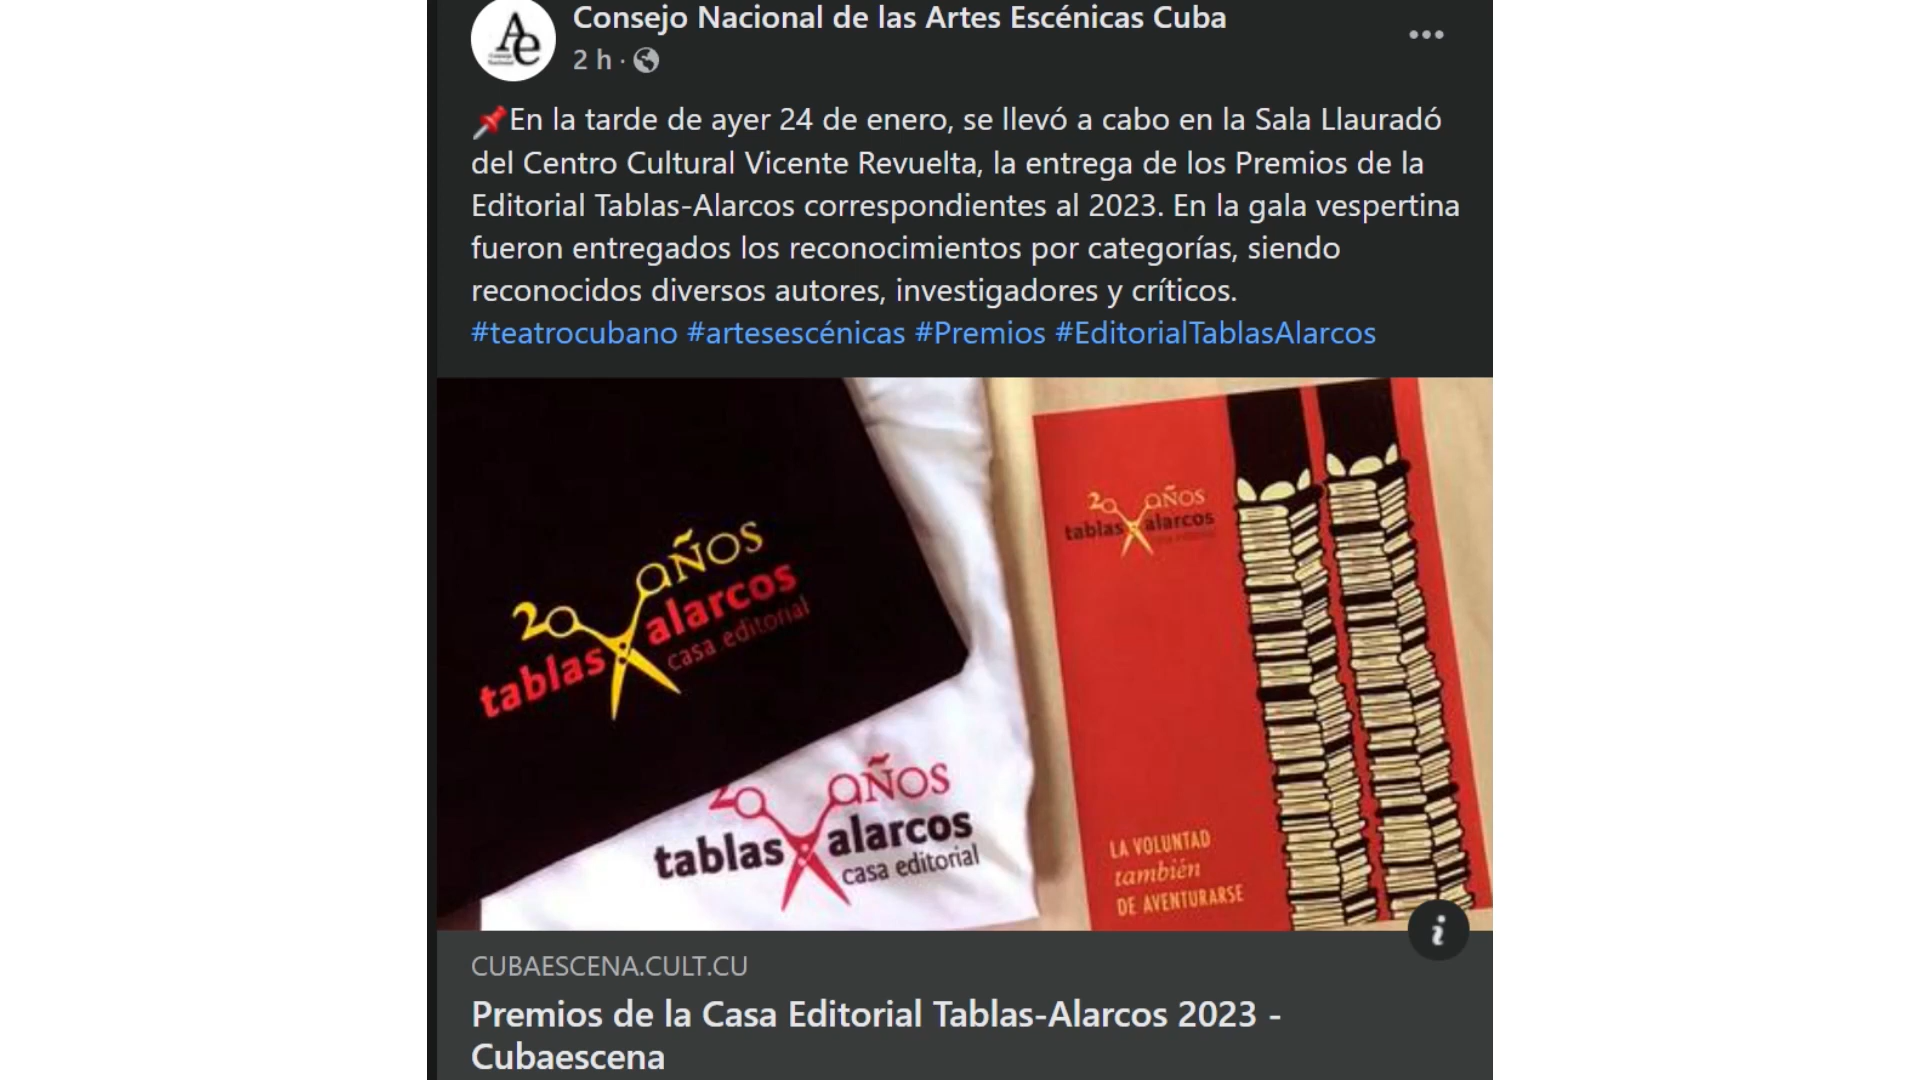 Ae
Consejo Nacional de las Artes Escénicas Cuba
2 h ·
En la tarde de ayer 24 de enero, se llevó a cabo en la Sala Llauradó
del Centro Cultural Vicente Revuelta, la entrega de los Premios de la
Editorial Tablas-Alarcos correspondientes al 2023. En la gala vespertina
fueron entregados los reconocimientos por categorías, siendo
reconocidos diversos autores, investigadores y críticos.
#teatrocubano #artesescénicas #Premios #EditorialTablasAlarcos
20 años
tablas alarcos
casa editorial
20 años
tablas alarcos
casa editorial
20 años
tablas alarcos
LA VOLUNTAD
también
DE AVENTURARSE
i
CUBAESCENA.CULT.CU
Premios de la Casa Editorial Tablas-Alarcos 2023 -
Cubaescena